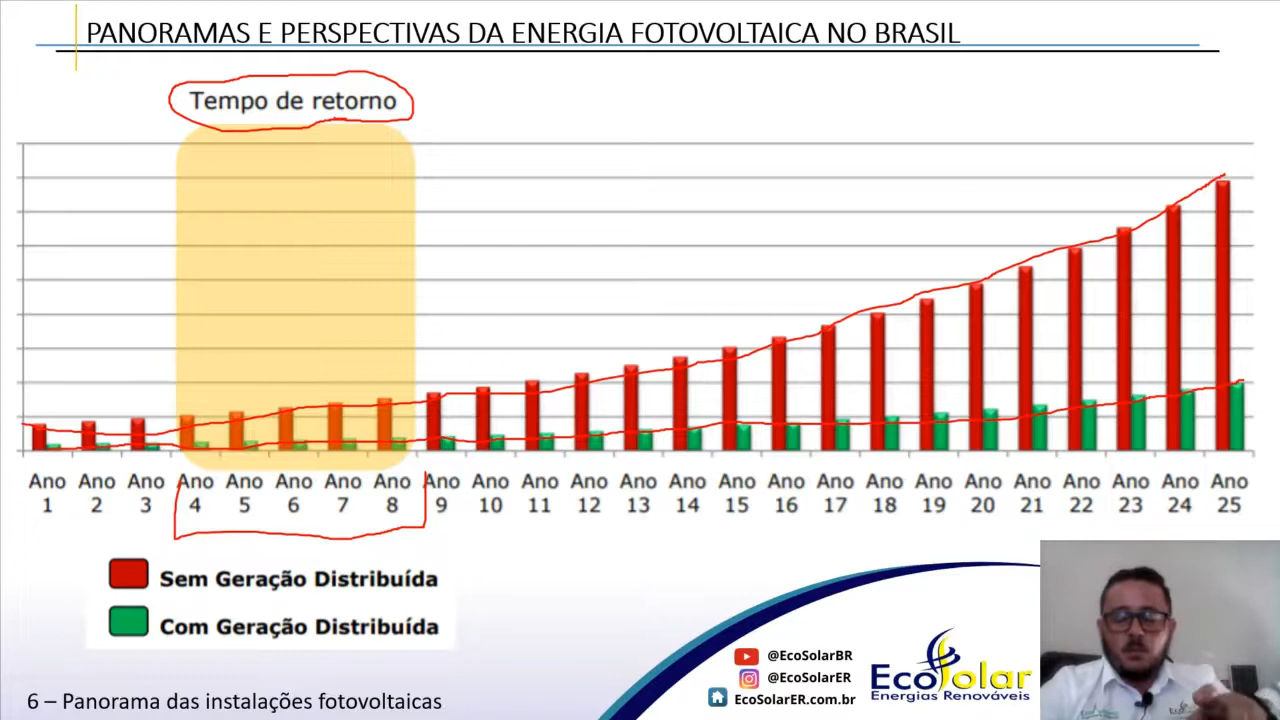 PANORAMAS E PERSPECTIVAS DA ENERGIA FOTOVOLTAICA NO BRASIL
Tempo de retorno
Ano Ano Ano Ano Ano Ano Ano Ano Ano Ano Ano Ano Ano Ano Ano Ano Ano Ano Ano Ano Ano Ano Ano Ano Ano
1 2 3 4 5 6 7 8 9 10 11 12 13 14 15 16 17 18 19 20 21 22 23 24 25
Sem Geração Distribuída
Com Geração Distribuída
@EcoSolarBR
@EcoSolarER
EcoSolarER.com.br
EcoSolar
Energias Renováveis
6 – Panorama das instalações fotovoltaicas